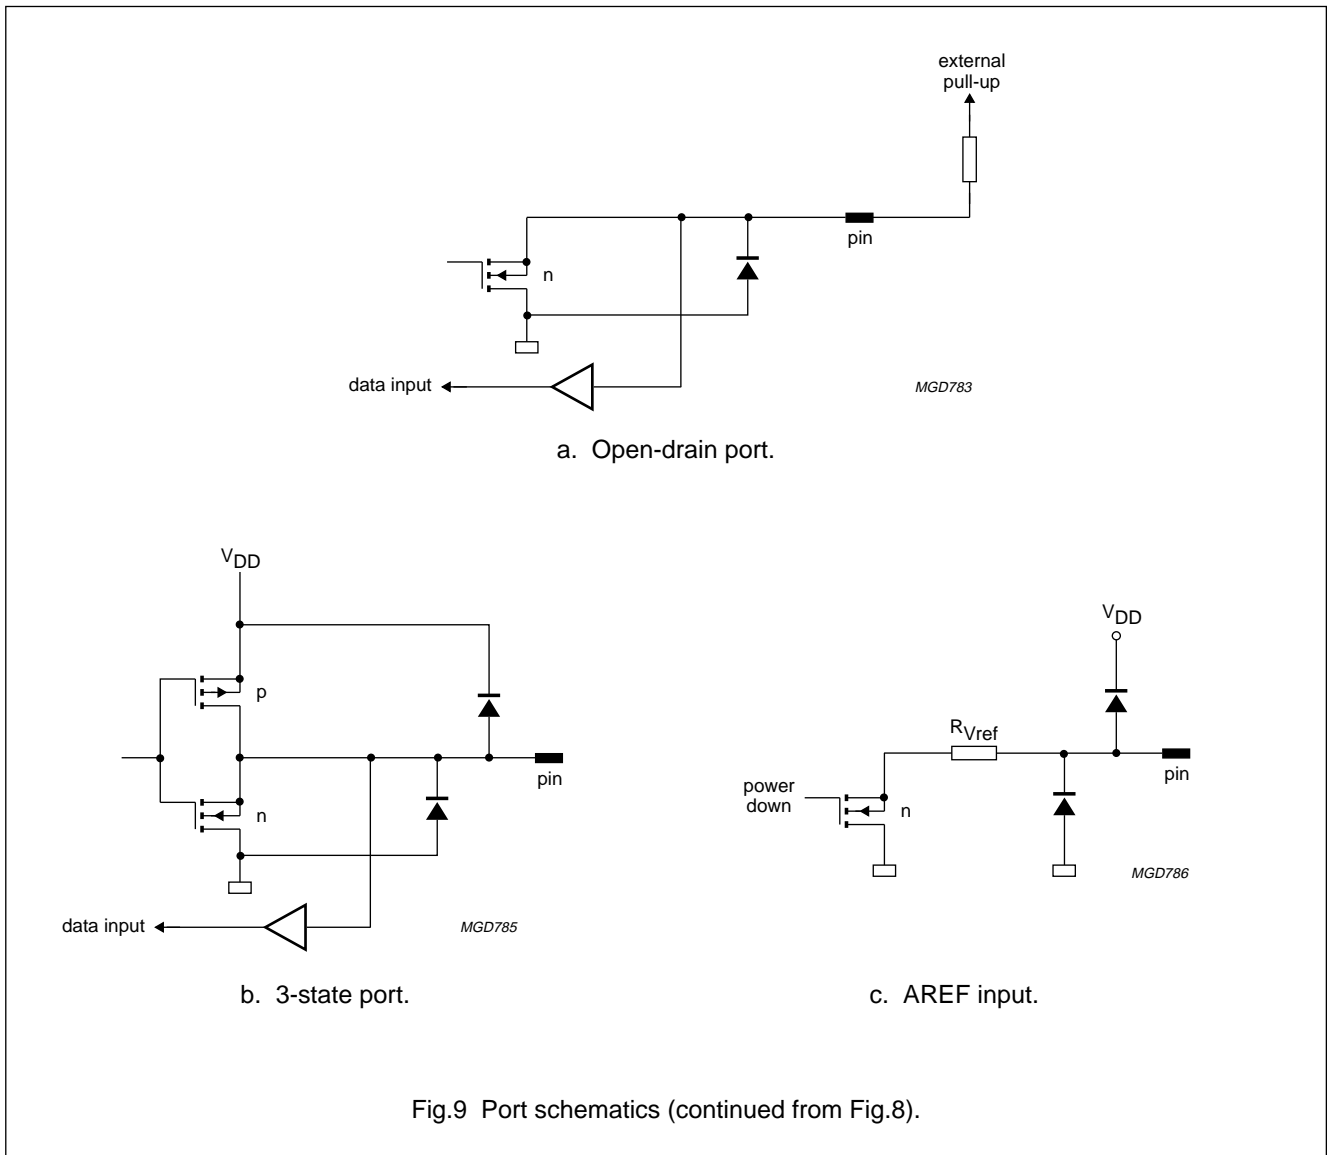 external
pull-up
pin
n
data input
MGD783
a. Open-drain port.
VDD
p
n
pin
data input
MGD785
b. 3-state port.
VDD
RVref
pin
power
down
n
MGD786
c. AREF input.
Fig.9 Port schematics (continued from Fig.8).